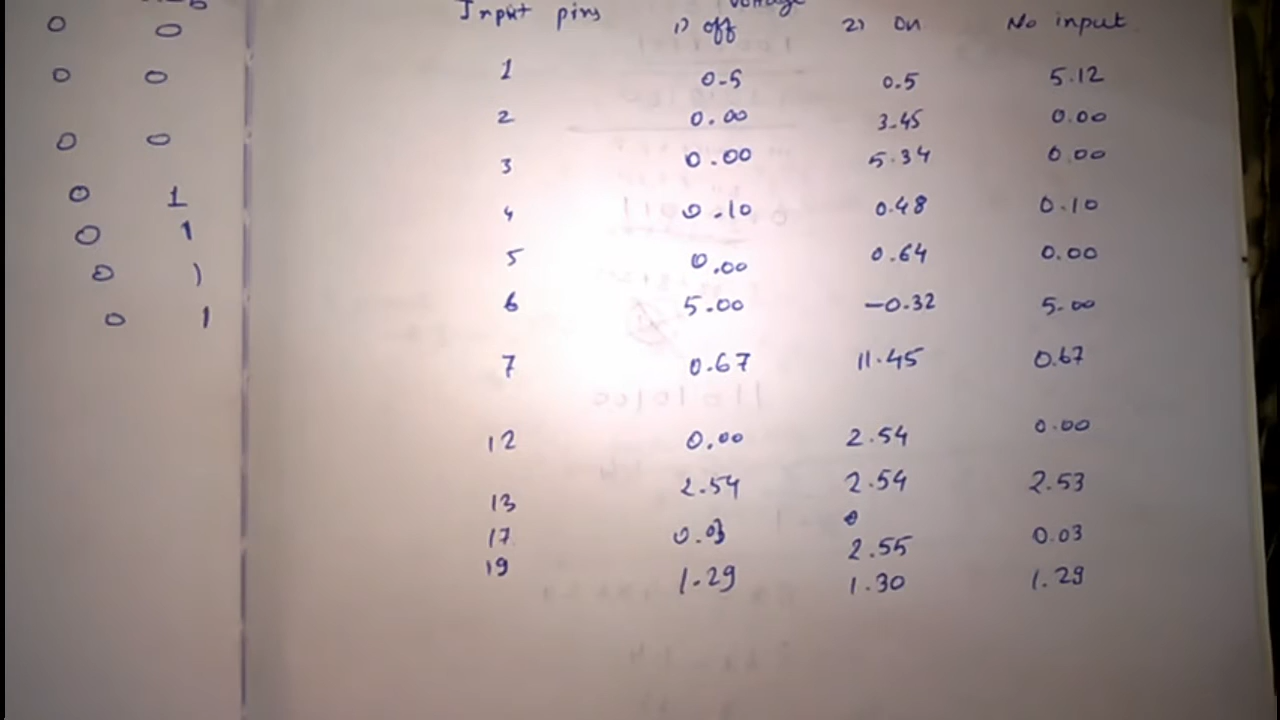 Input pins voltage
1) off 2) on No input
1 0.5 0.5 5.12
2 0.00 3.45 0.00
3 0.00 5.34 0.00
4 0.10 0.48 0.10
5 0.00 0.64 0.00
6 5.00 -0.32 5.00
7 0.67 11.45 0.67
12 0.00 2.54 0.00
13 2.54 2.54 2.53
17 0.03 2.55 0.03
19 1.29 1.30 1.29
0 0
0 0
0 0
0 1
0 1
0 1
0 1